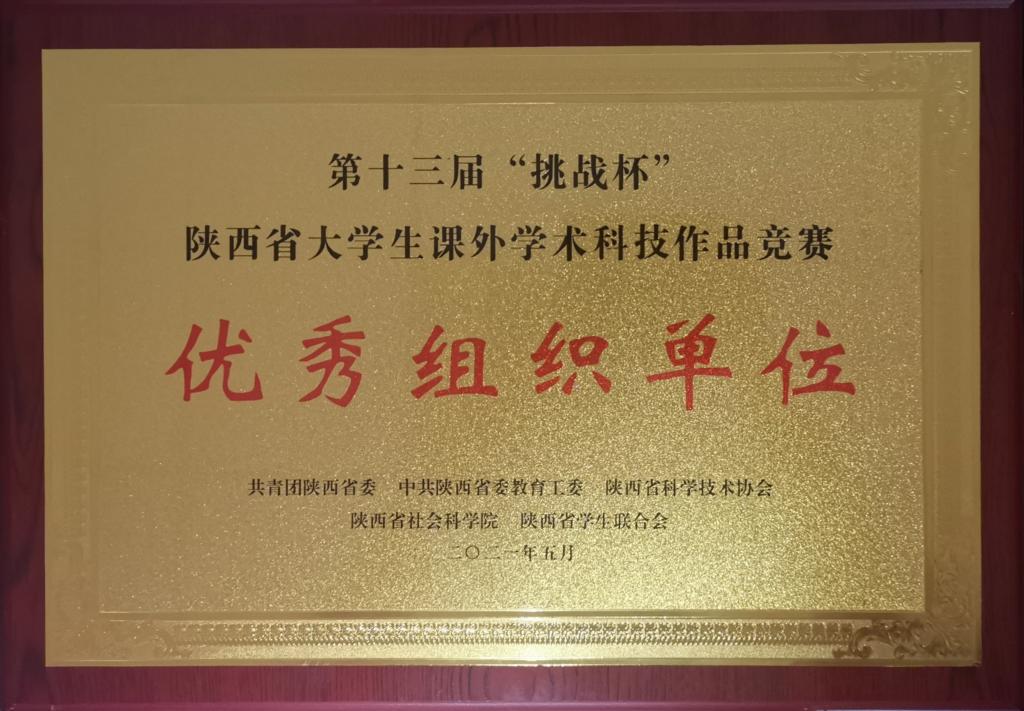 第十三届“挑战杯”
陕西省大学生课外学术科技作品竞赛
优秀组织单位
共青团陕西省委 中共陕西省委教育工委 陕西省科学技术协会
陕西省社会科学院 陕西省学生联合会
二〇二一年五月